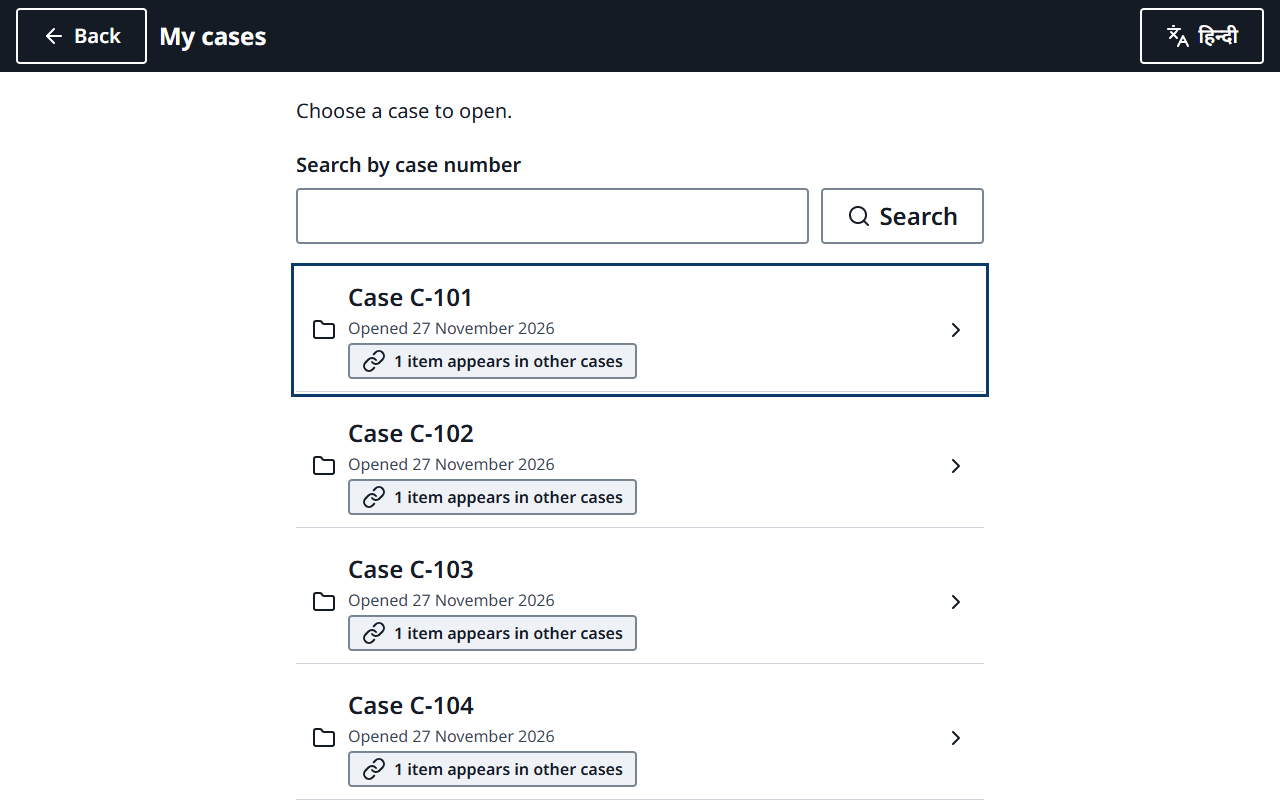 Back
My cases
हिन्दी
Choose a case to open.
Search by case number
Search
Case C-101
Opened 27 November 2026
1 item appears in other cases
Case C-102
Opened 27 November 2026
1 item appears in other cases
Case C-103
Opened 27 November 2026
1 item appears in other cases
Case C-104
Opened 27 November 2026
1 item appears in other cases